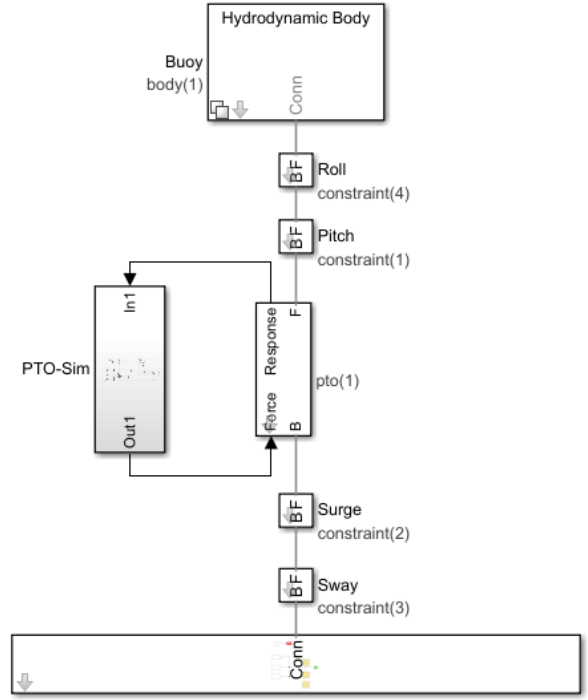 Hydrodynamic Body
Buoy
body(1)
Conn
BF
Roll
constraint(4)
BF
Pitch
constraint(1)
In1
PTO-Sim
Out1
Response
Force
F
B
pto(1)
BF
Surge
constraint(2)
BF
Sway
constraint(3)
Conn